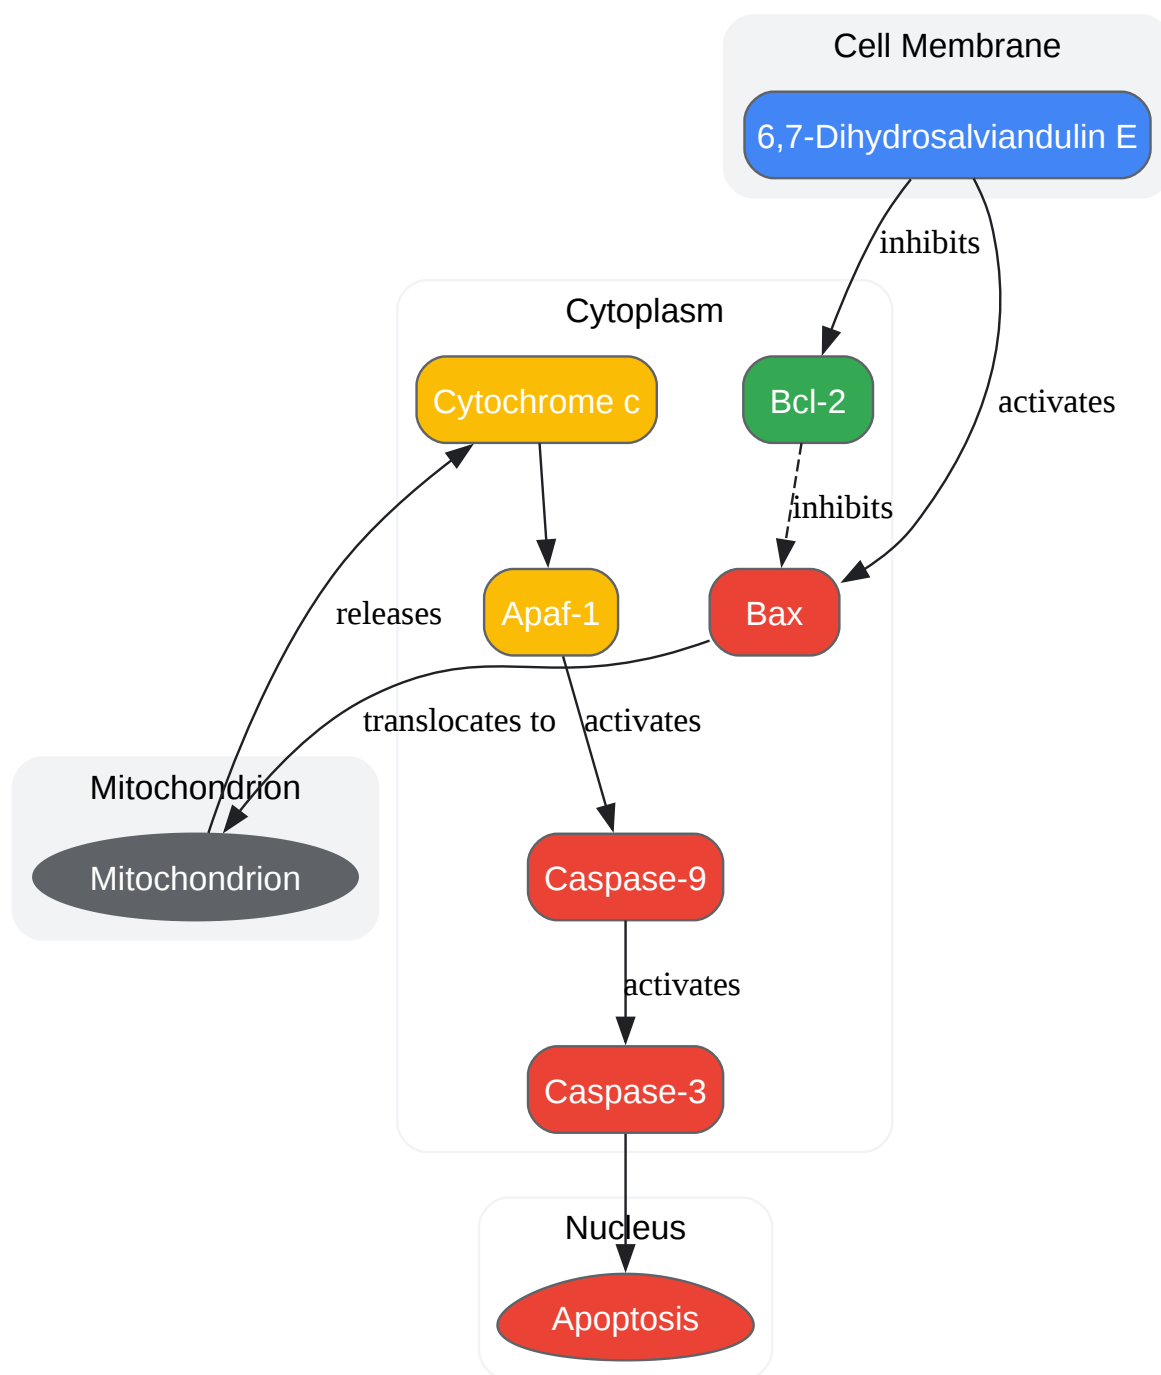 Cell Membrane
6,7-Dihydrosalviandulin E
inhibits
Cytoplasm
Cytochrome c
Bcl-2
activates
inhibits
releases
Apaf-1
Bax
translocates to
activates
Mitochondrion
Mitochondrion
Caspase-9
activates
Caspase-3
Nucleus
Apoptosis